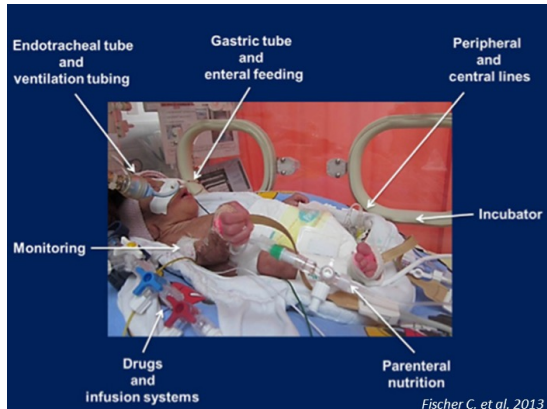 Endotracheal tube
and
ventilation tubing
Gastric tube
and
enteral feeding
Peripheral
and
central lines
Incubator
Monitoring
Drugs
and
infusion systems
Parenteral
nutrition
Fischer C. et al. 2013